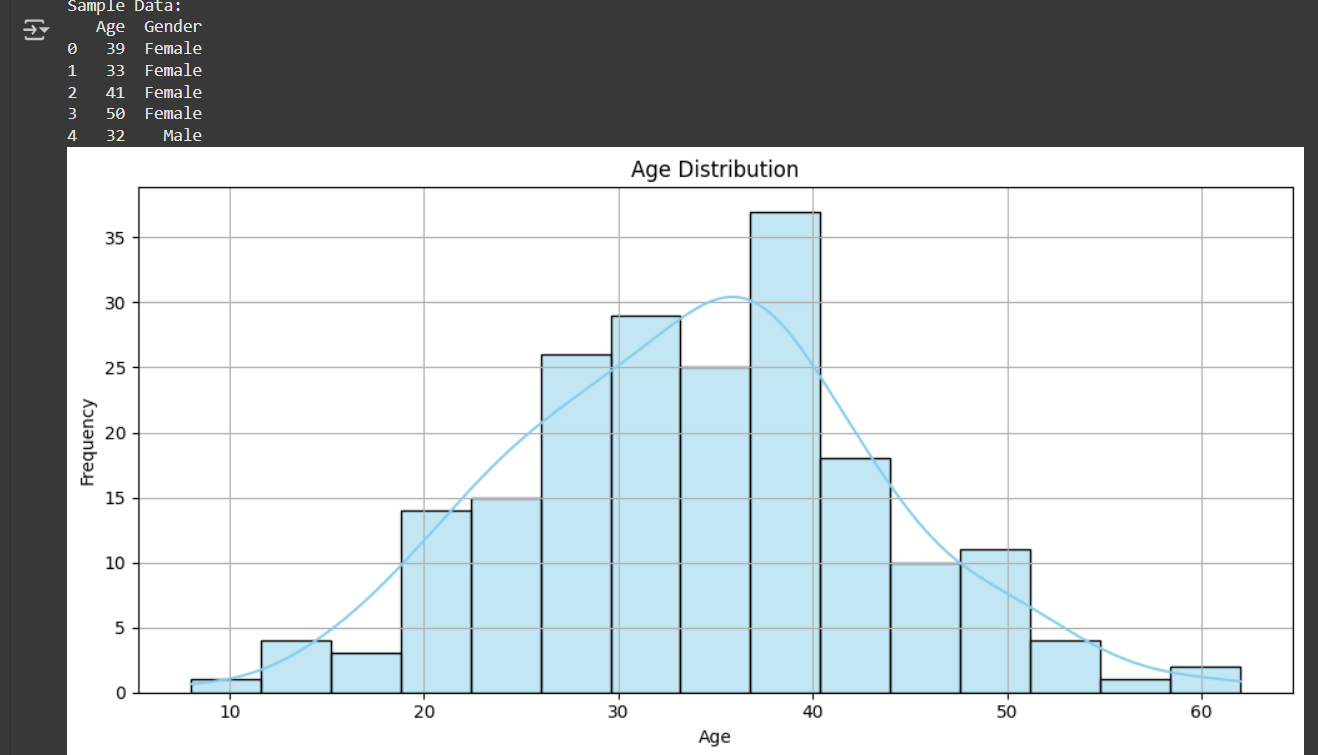 Sample Data:
Age Gender
0 39 Female
1 33 Female
2 41 Female
3 50 Female
4 32 Male
Age Distribution
35
30
25
20
15
10
5
0
Frequency
10 20 30 40 50 60
Age